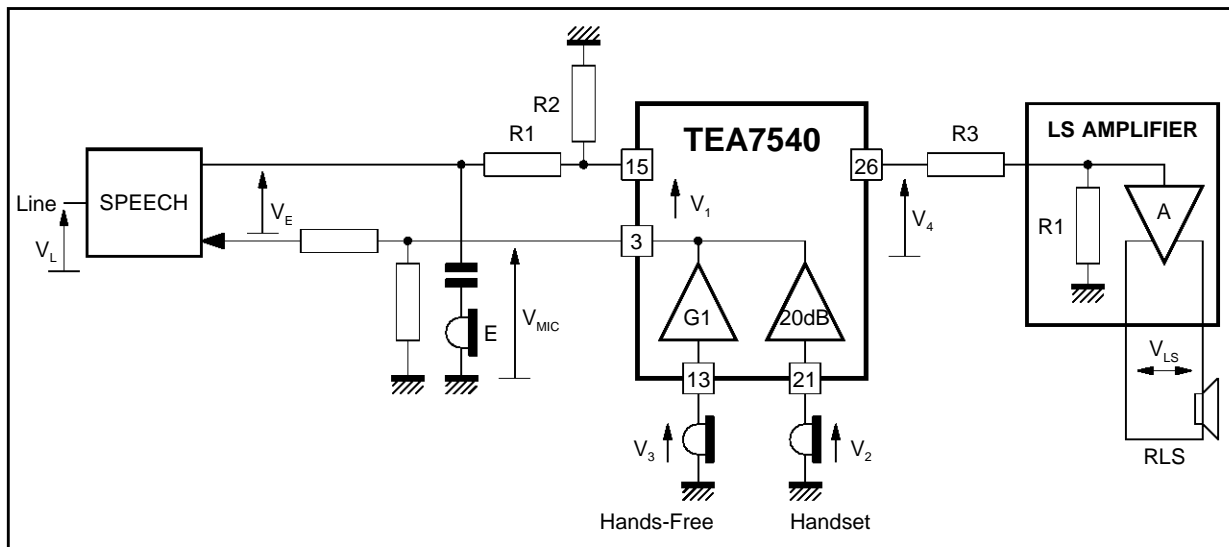 R2
R1
TEA7540
LS AMPLIFIER
R3
15
26
Line
SPEECH
V_E
V_1
V_4
R1
A
V_L
3
E
V_MIC
G1
20dB
V_LS
13
21
V_3
V_2
RLS
Hands-Free
Handset